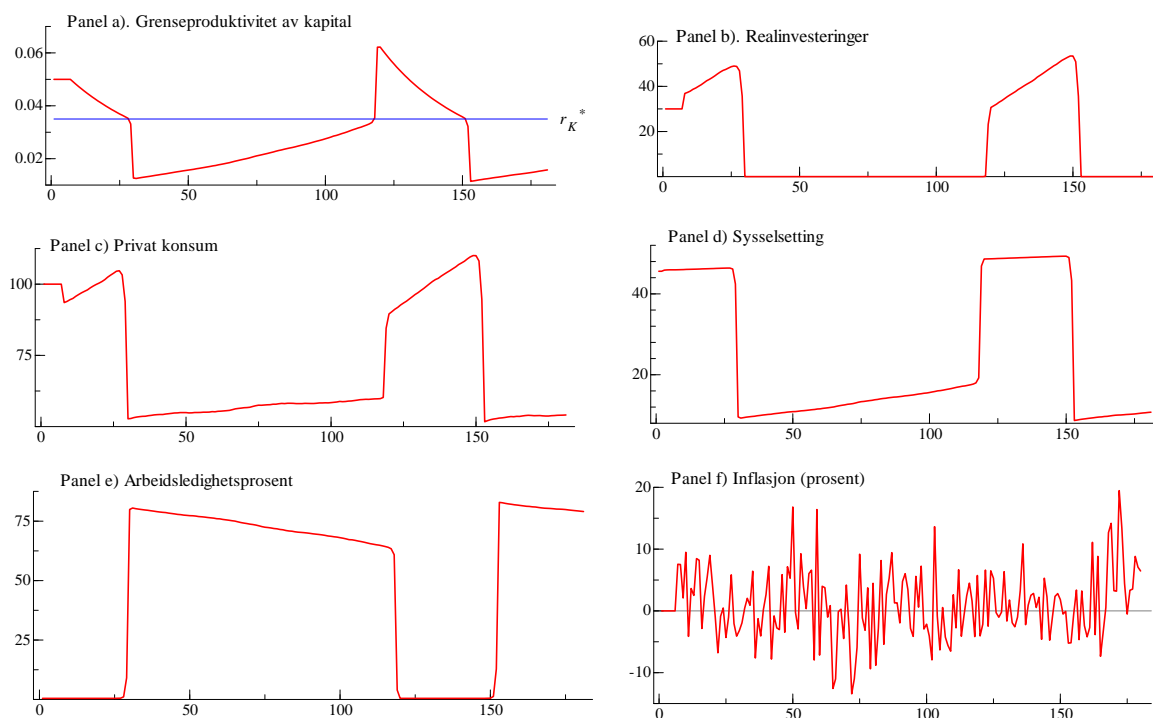 Panel a). Grenseproduktivitet av kapital
0.06
0.04
0.02
r_K*
0 50 100 150
Panel b). Realinvesteringer
60
50
40
30
20
10
0 50 100 150
Panel c) Privat konsum
100
75
0 50 100 150
Panel d) Sysselsetting
40
20
0 50 100 150
Panel e) Arbeidsledighetsprosent
75
50
25
0 50 100 150
Panel f) Inflasjon (prosent)
20
10
0
-10
0 50 100 150